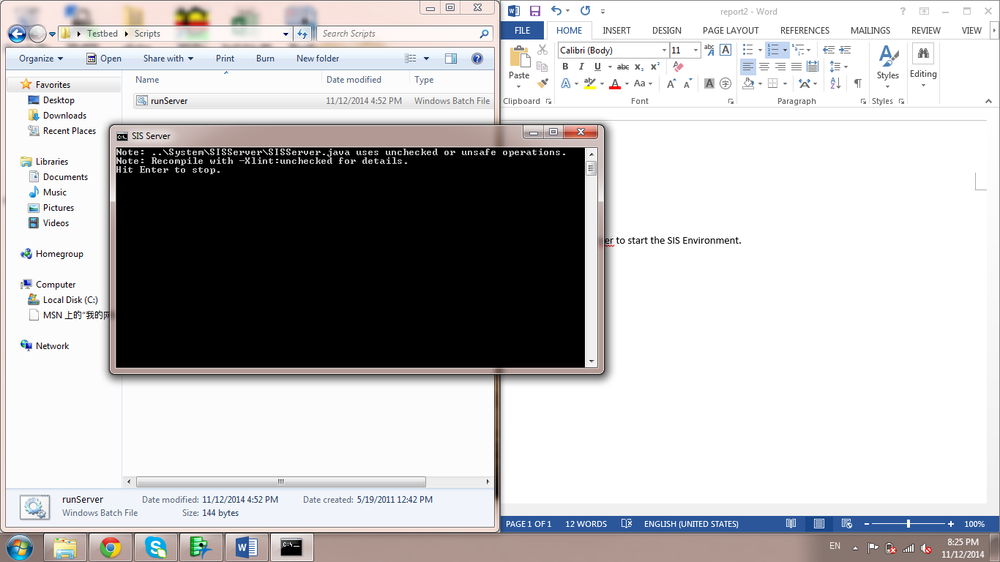 Testbed Scripts
Search Scripts
Organize Open Share with Print Burn New folder
Name Date modified Type
Favorites
Desktop
Downloads
Recent Places
Libraries
Documents
Music
Pictures
Videos
Homegroup
Computer
Local Disk (C:)
MSN 上的“我的
Network
runServer 11/12/2014 4:52 PM Windows Batch File
SIS Server
Note: ..\System\SISServer\SISServer.java uses unchecked or unsafe operations.
Note: Recompile with -Xlint:unchecked for details.
Hit Enter to stop.
runServer Date modified: 11/12/2014 4:52 PM Date created: 5/19/2011 12:42 PM
Windows Batch File Size: 144 bytes
report2 - Word
FILE HOME INSERT DESIGN PAGE LAYOUT REFERENCES MAILINGS REVIEW VIEW
Calibri (Body) 11
Paste
Styles
Editing
Clipboard Font Paragraph Styles
er to start the SIS Environment.
PAGE 1 OF 1 12 WORDS ENGLISH (UNITED STATES) 100%
EN
8:25 PM
11/12/2014